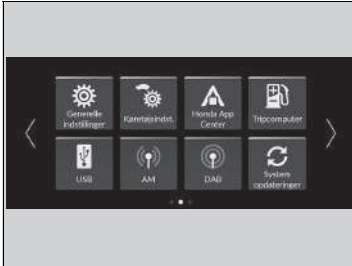 Generelle
indstillinger
Køretøjsindst.
Honda App
Center
Tripcomputer
USB
AM
DAB
System
opdateringer